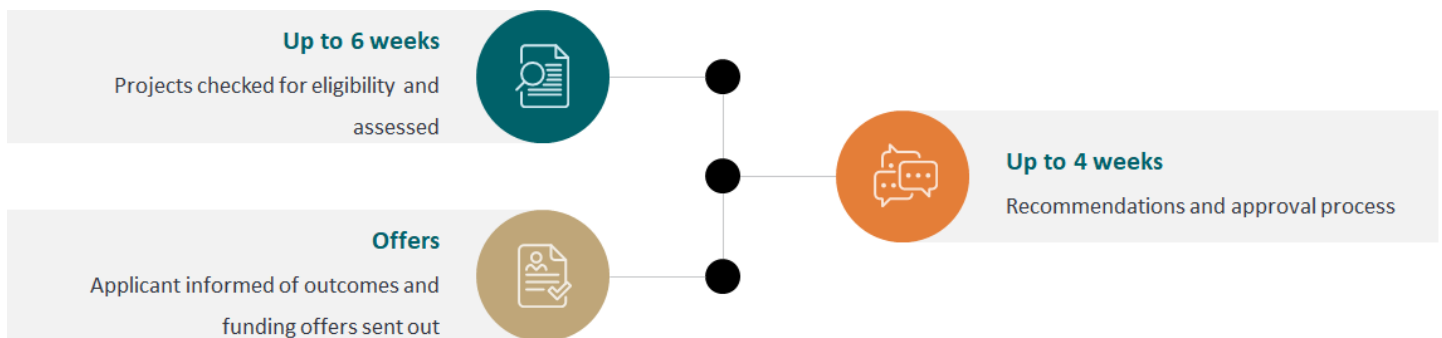 Up to 6 weeks
Projects checked for eligibility and
assessed
Up to 4 weeks
Recommendations and approval process
Offers
Applicant informed of outcomes and
funding offers sent out